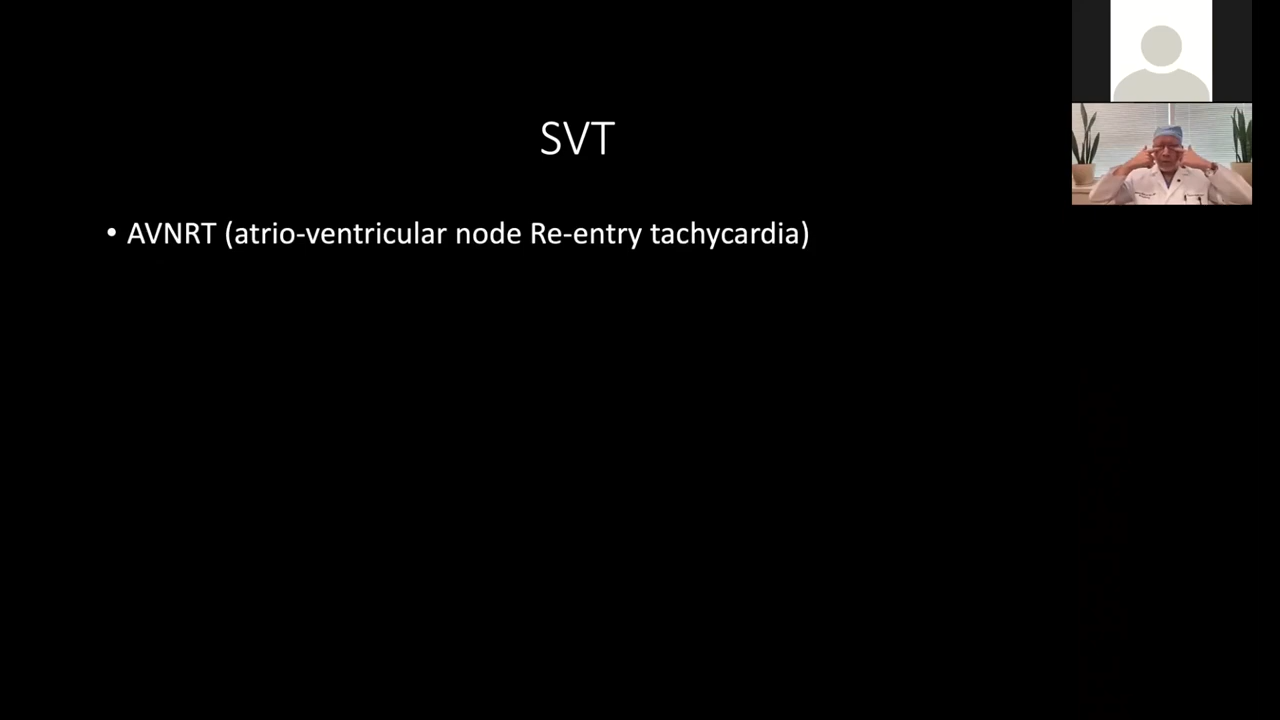 SVT
• AVNRT (atrio-ventricular node Re-entry tachycardia)